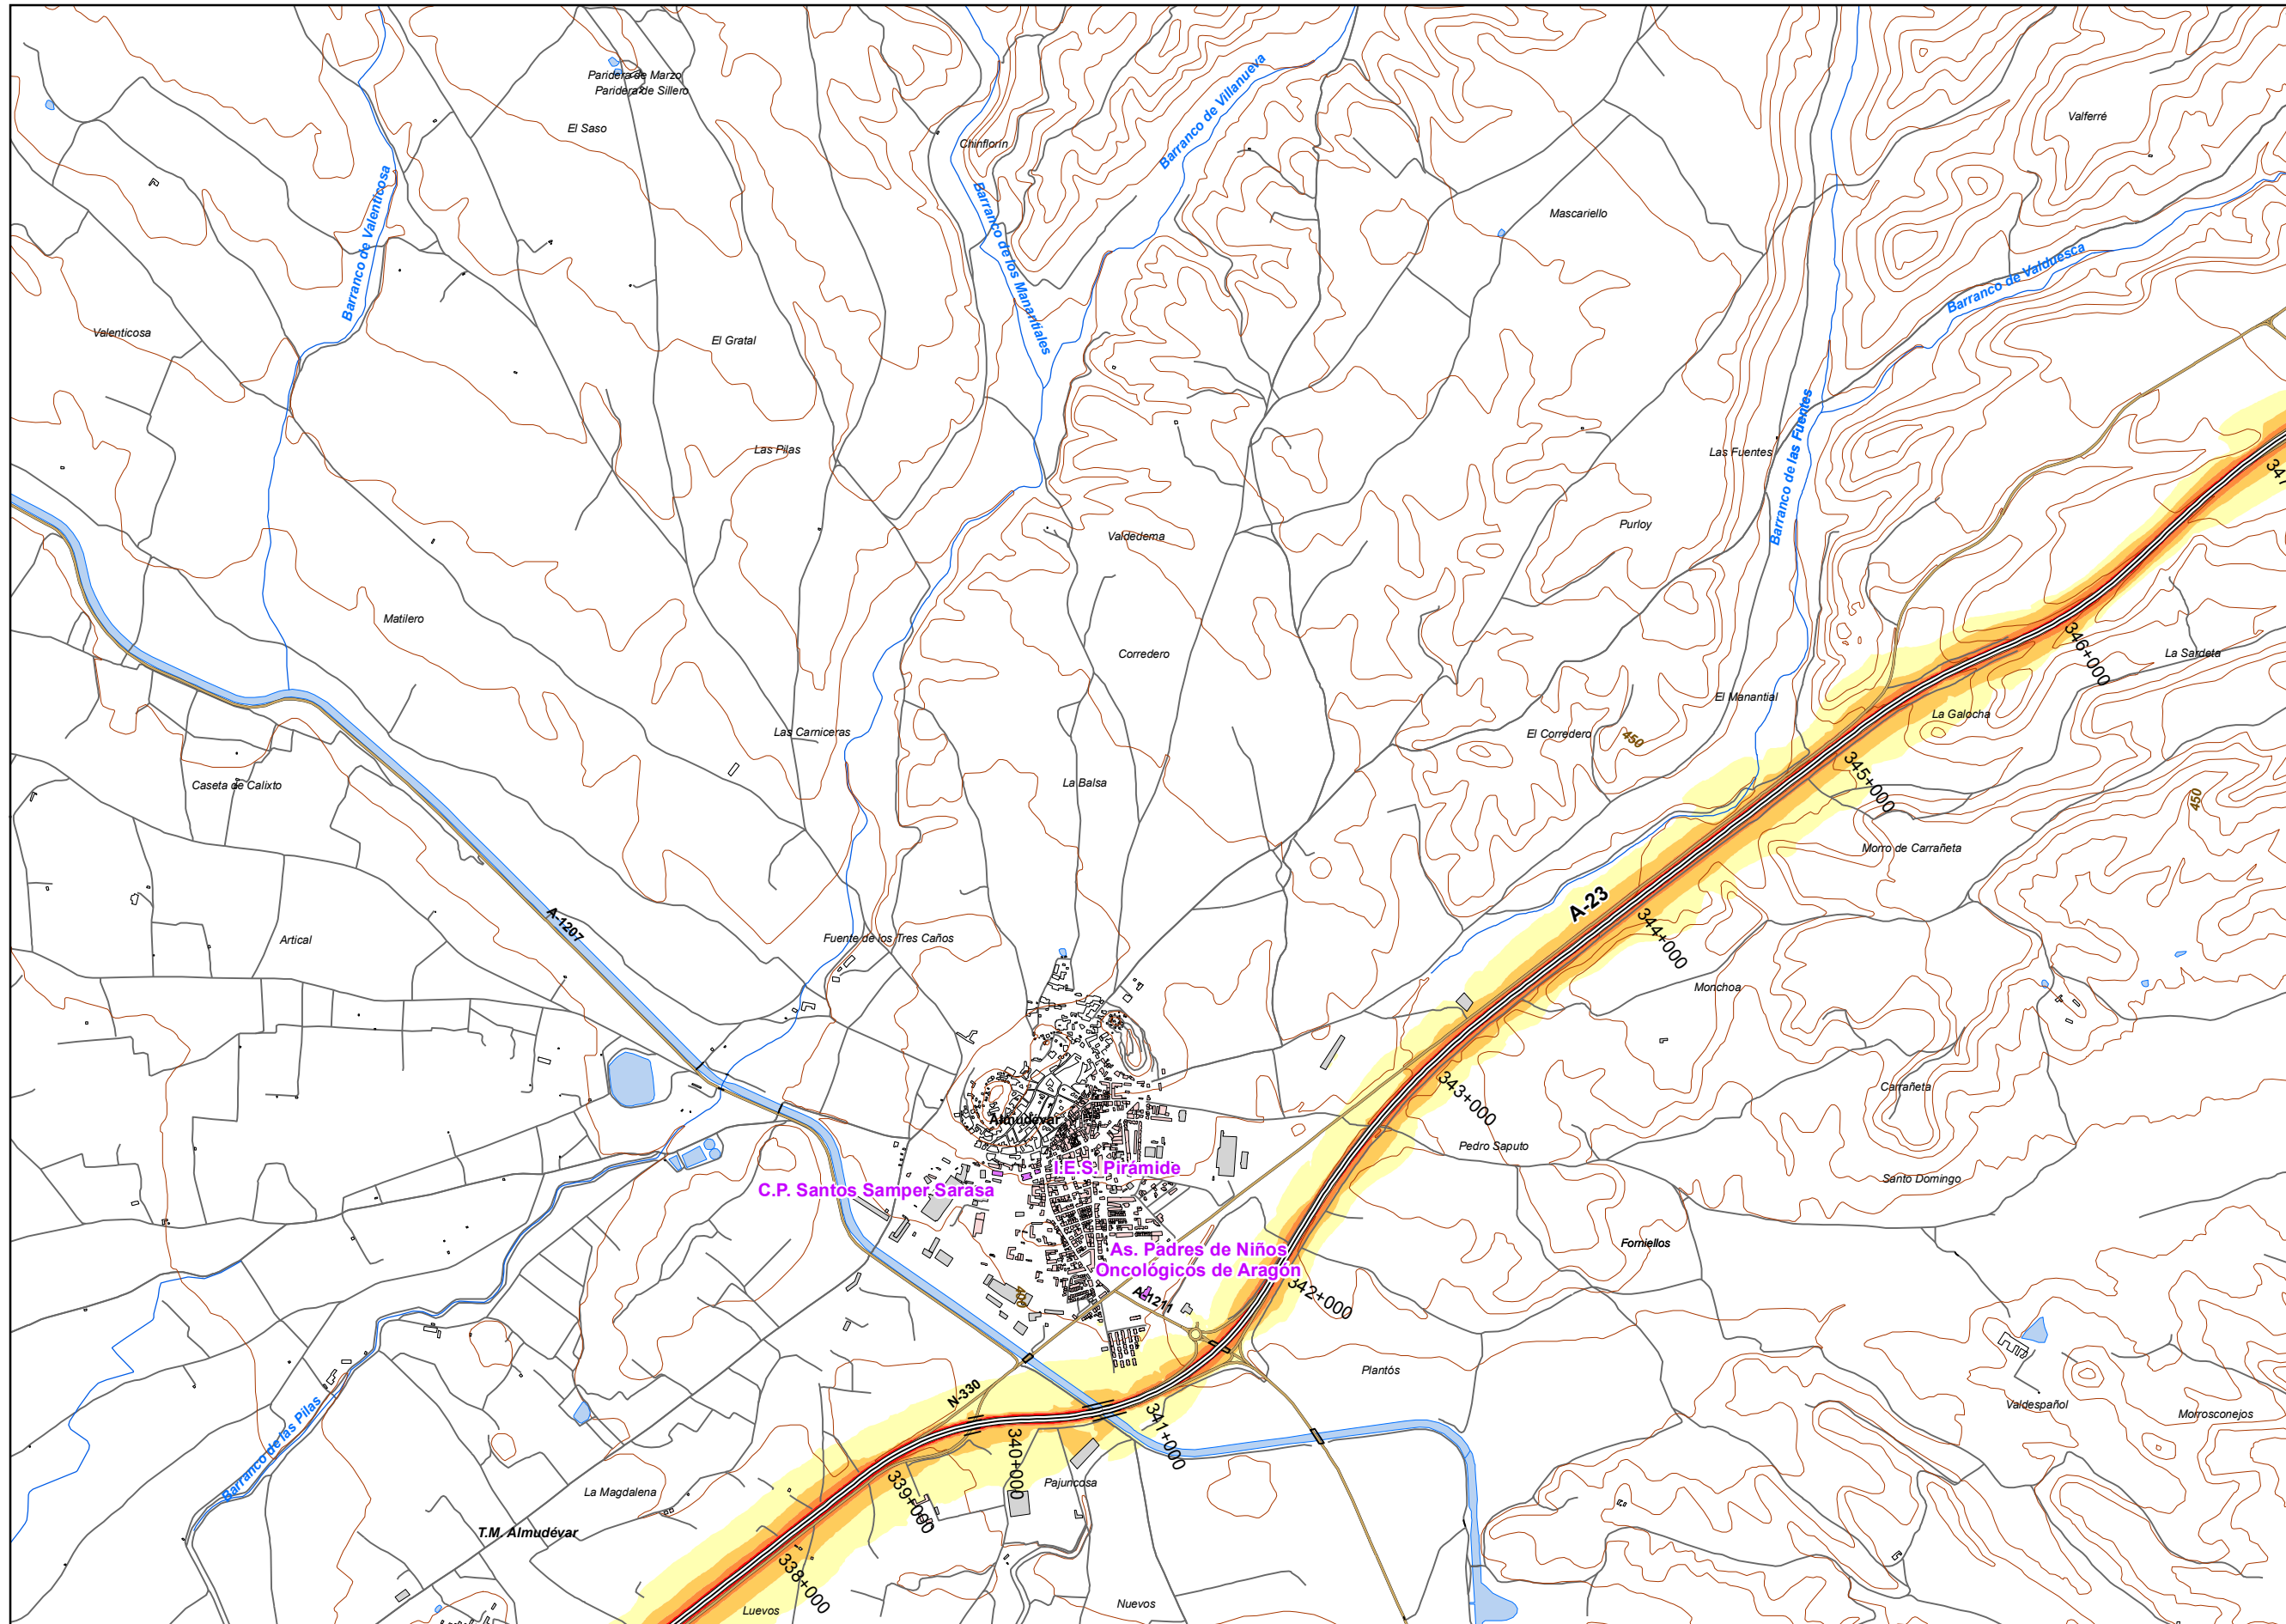 Paridera de Marzo
Paridera de Sillero
El Saso
Chinflorín
Barranco de Villanueva
Valferré
Barranco de Valenticosa
Barranco de los Manantiales
Mascariello
Barranco de Valduesca
Valenticosa
El Gratal
Las Pilas
Las Fuentes
Barranco de las Fuentes
347
Valdedema
Purloy
Matilero
Corredero
346+000
La Sardeta
El Manantial
La Galocha
Las Carniceras
El Corredero
450
Caseta de Calixto
La Balsa
345+000
450
Morro de Carrañeta
A-23
A-1207
Artical
Fuente de los Tres Caños
344+000
Monchoa
343+000
Carrañeta
Almudévar
Pedro Saputo
I.E.S. Pirámide
C.P. Santos Samper Sarasa
Santo Domingo
As. Padres de Niños
Oncológicos de Aragón
Forniellos
342+000
400
A-1211
Plantós
N-330
Valdespañol
Morrosconejos
341+000
Barranco de las Pilas
340+000
339+000
La Magdalena
Pajuncosa
T.M. Almudévar
338+000
Luevos
Nuevos